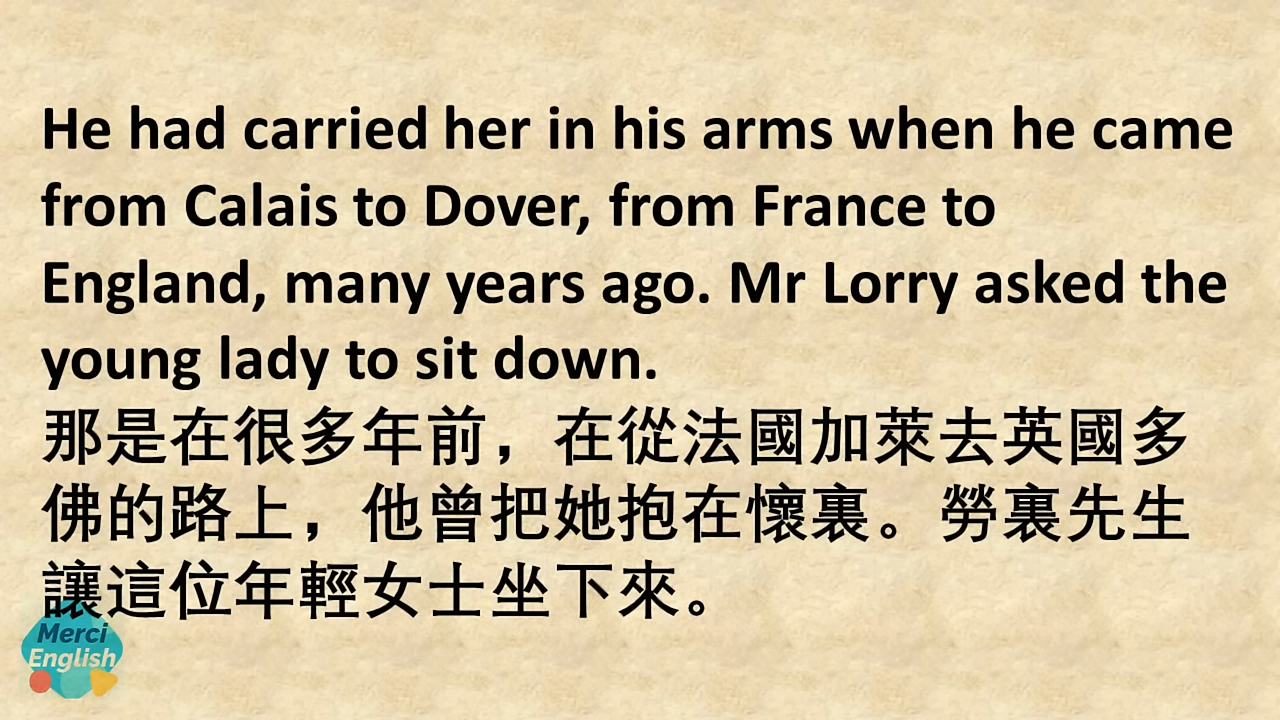 He had carried her in his arms when he came
from Calais to Dover, from France to
England, many years ago. Mr Lorry asked the
young lady to sit down.
那是在很多年前，在從法國加萊去英國多
佛的路上，他曾把她抱在懷裏。勞裏先生
讓這位年輕女士坐下來。
Merci
English